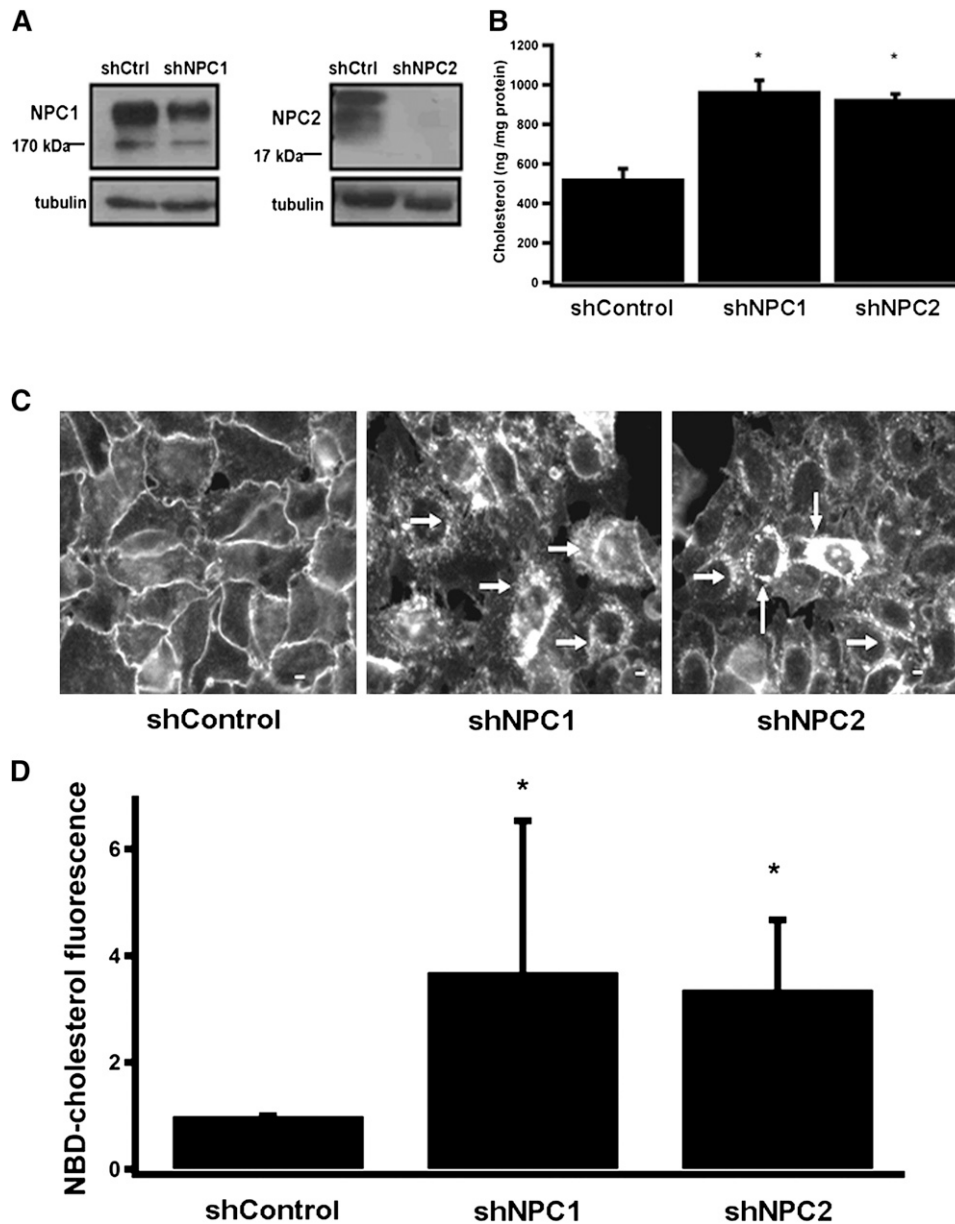 A
shCtrl shNPC1
NPC1
170 kDa
tubulin
shCtrl shNPC2
NPC2
17 kDa
tubulin
B
Cholesterol (ng /mg protein)
1200
1000
800
600
400
200
0
* *
shControl shNPC1 shNPC2
C
shControl shNPC1 shNPC2
D
NBD-cholesterol fluorescence
6
4
2
0
*
*
shControl shNPC1 shNPC2